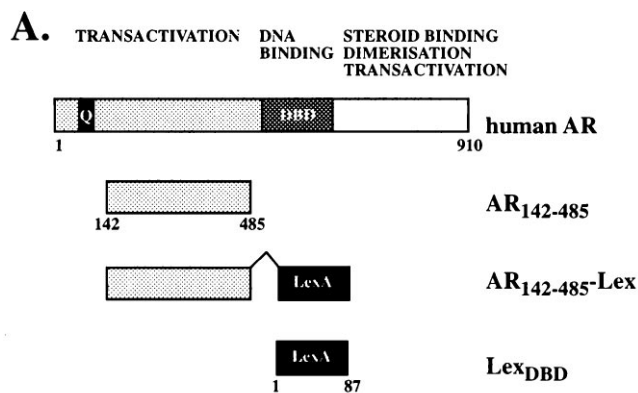 A.
TRANSACTIVATION
DNA
BINDING
STEROID BINDING
DIMERISATION
TRANSACTIVATION
Q
DBD
human AR
1
910
AR142-485
142
485
LexA
AR142-485-Lex
LexA
LexDBD
1
87